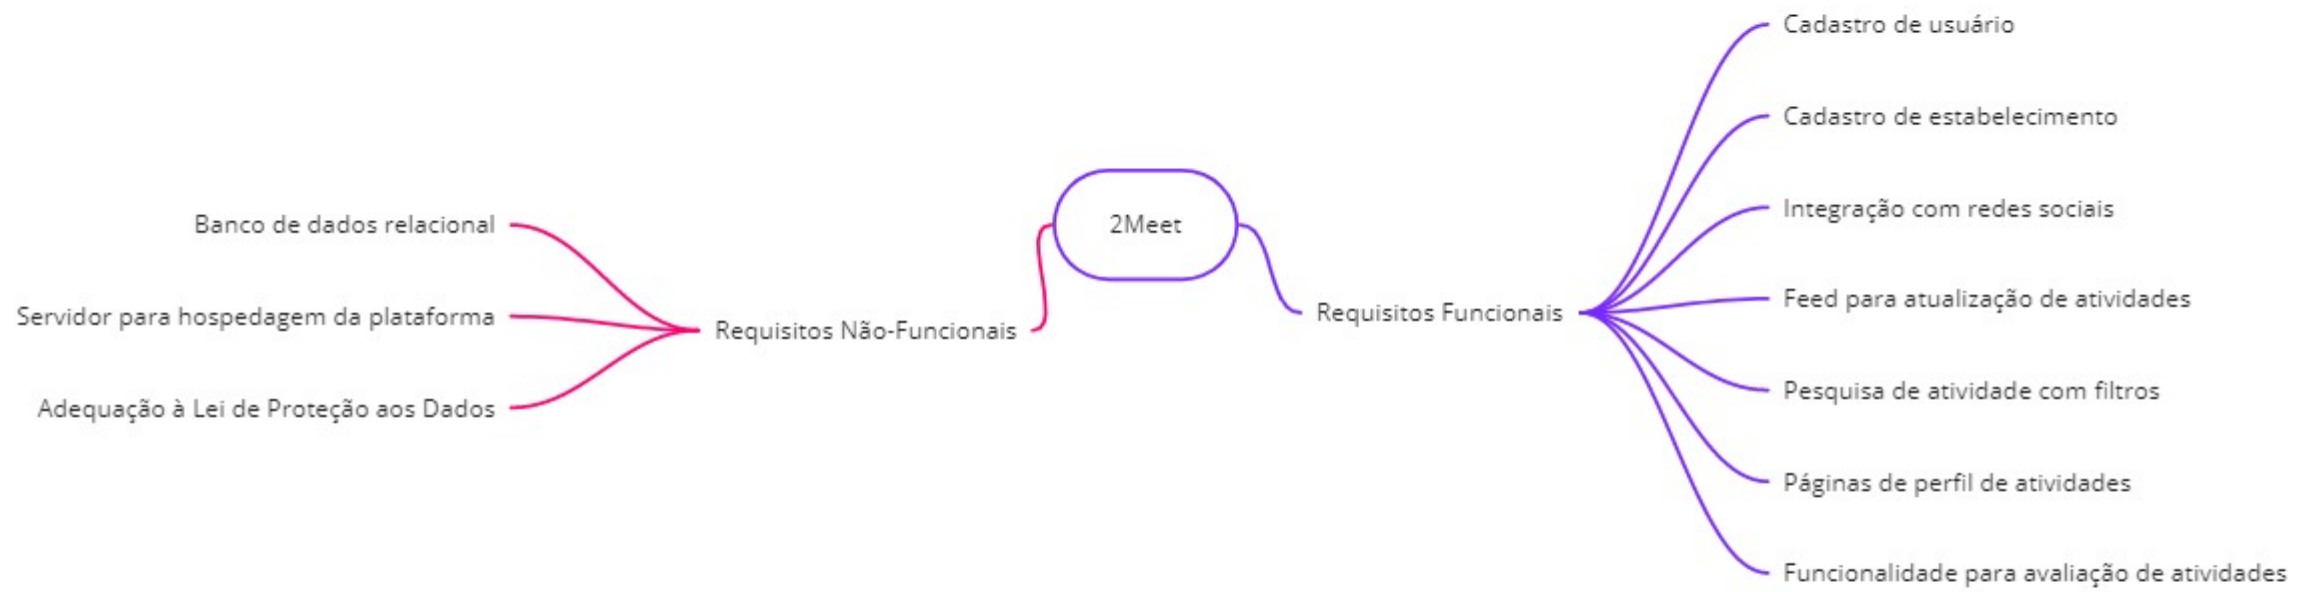 2Meet
Requisitos Não-Funcionais
Banco de dados relacional
Servidor para hospedagem da plataforma
Adequação à Lei de Proteção aos Dados
Requisitos Funcionais
Cadastro de usuário
Cadastro de estabelecimento
Integração com redes sociais
Feed para atualização de atividades
Pesquisa de atividade com filtros
Páginas de perfil de atividades
Funcionalidade para avaliação de atividades